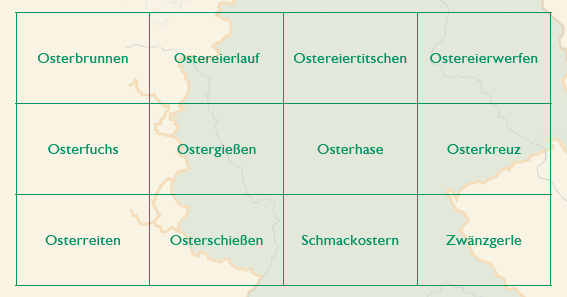 Osterbrunnen
Ostereierlauf
Ostereiertitschen
Ostereierwerfen
Osterfuchs
Ostergießen
Osterhase
Osterkreuz
Osterreiten
Osterschießen
Schmackostern
Zwänzgerle